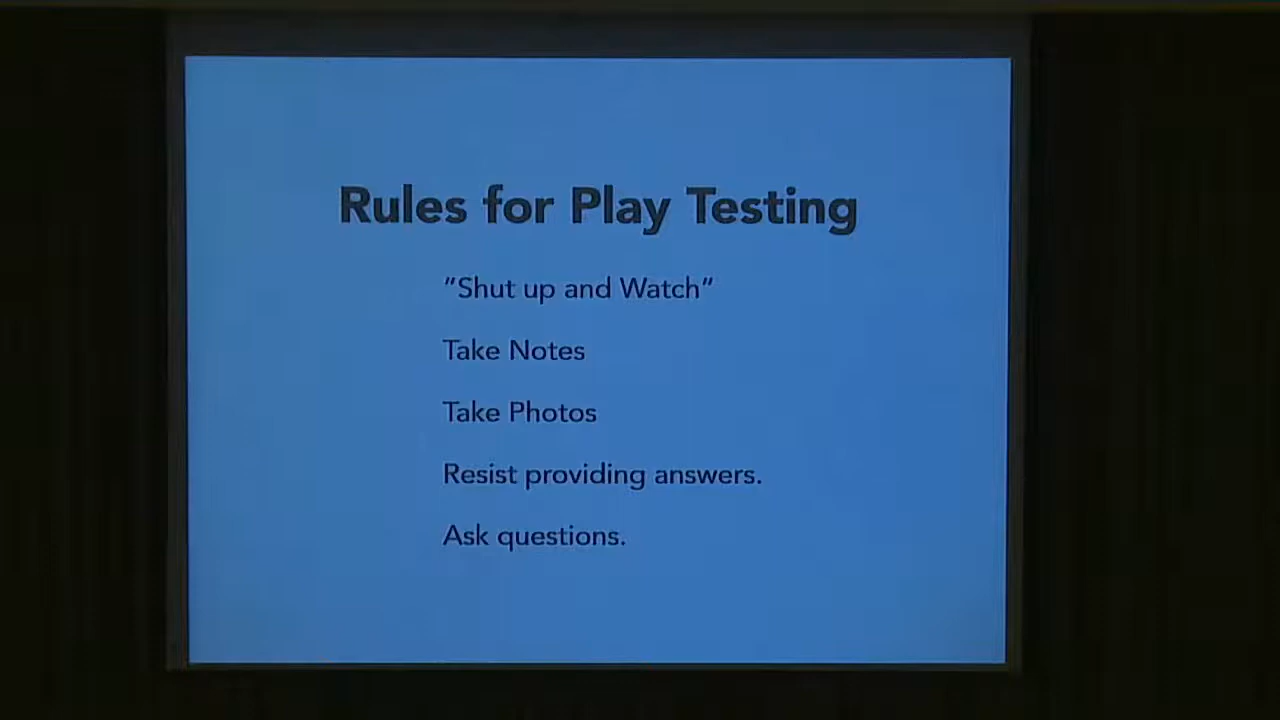 Rules for Play Testing
"Shut up and Watch"
Take Notes
Take Photos
Resist providing answers.
Ask questions.